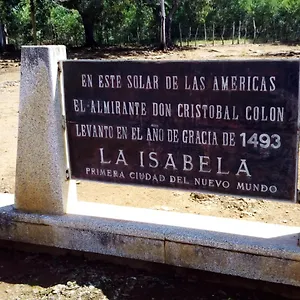 EN ESTE SOLAR DE LAS AMERICAS
EL ALMIRANTE DON CRISTOBAL COLON
LEVANTO EN EL AÑO DE GRACIA DE 1493
LA ISABELA
PRIMERA CIUDAD DEL NUEVO MUNDO